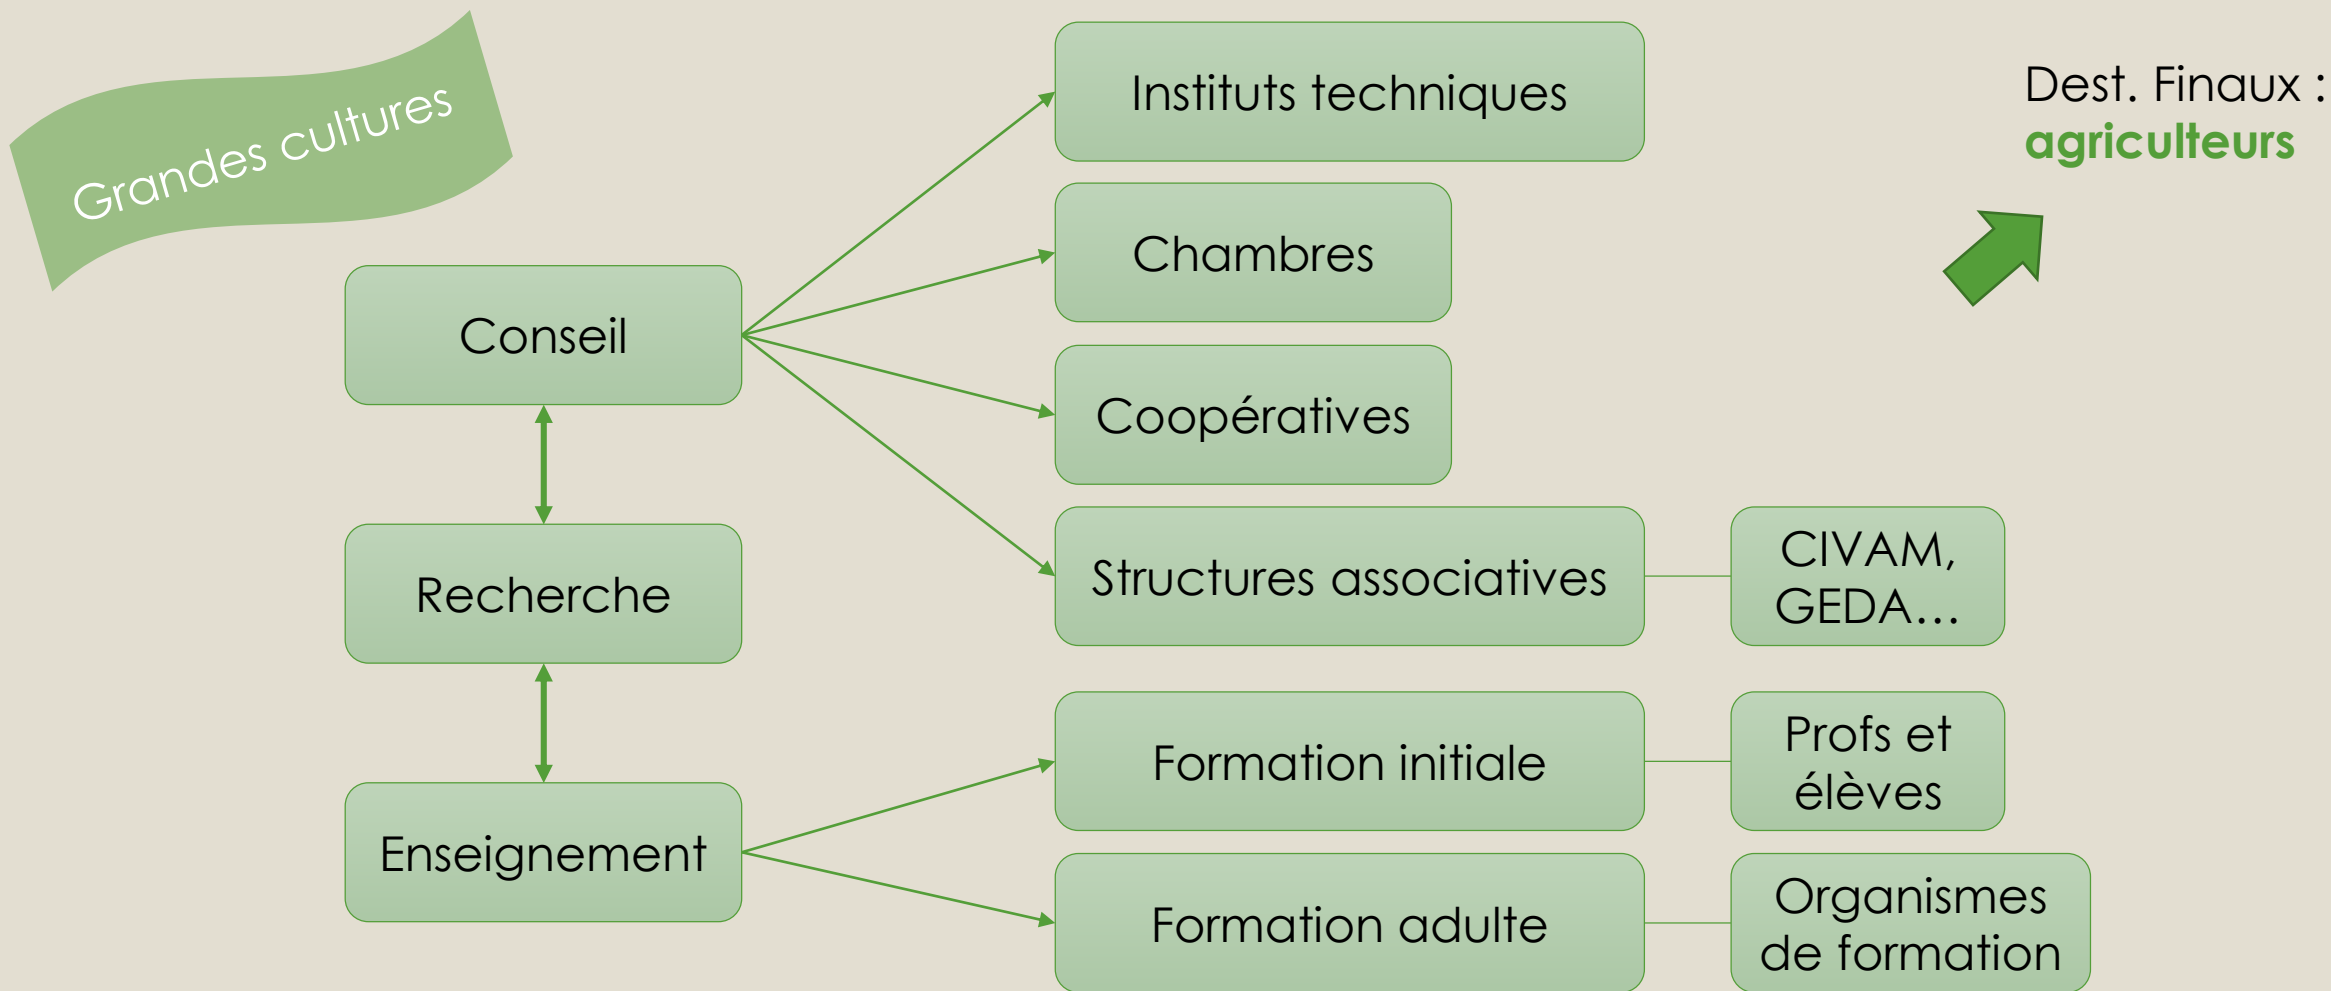 Grandes cultures
Instituts techniques
Dest. Finaux :
agriculteurs
Chambres
Conseil
Coopératives
Structures associatives
CIVAM,
GEDA…
Recherche
Formation initiale
Profs et
élèves
Enseignement
Formation adulte
Organismes
de formation